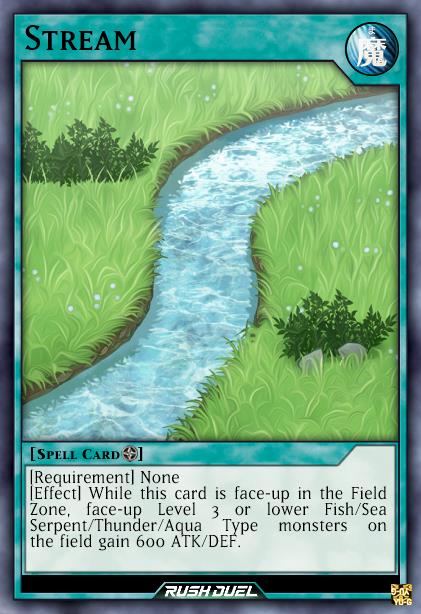 STREAM
ま
魔
[SPELL CARD]
[Requirement] None
[Effect] While this card is face-up in the Field
Zone, face-up Level 3 or lower Fish/Sea
Serpent/Thunder/Aqua Type monsters on
the field gain 600 ATK/DEF.
RUSH DUEL